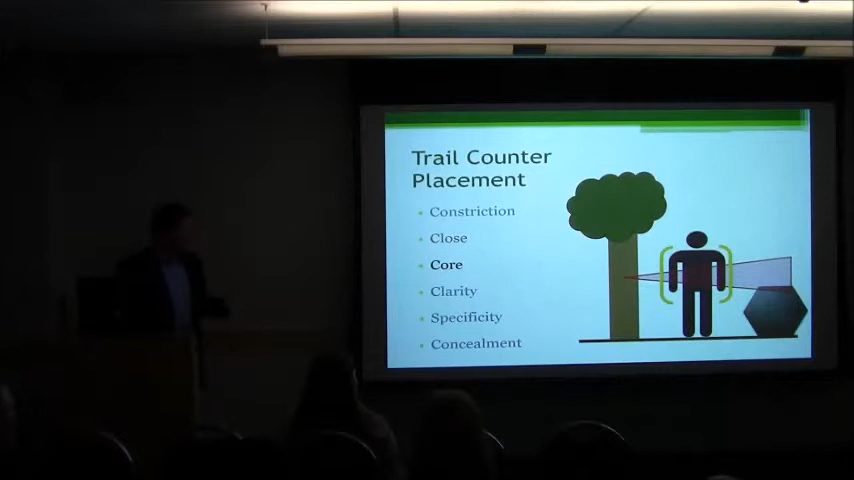 Trail Counter
Placement
Constriction
Close
Core
Clarity
Specificity
Concealment